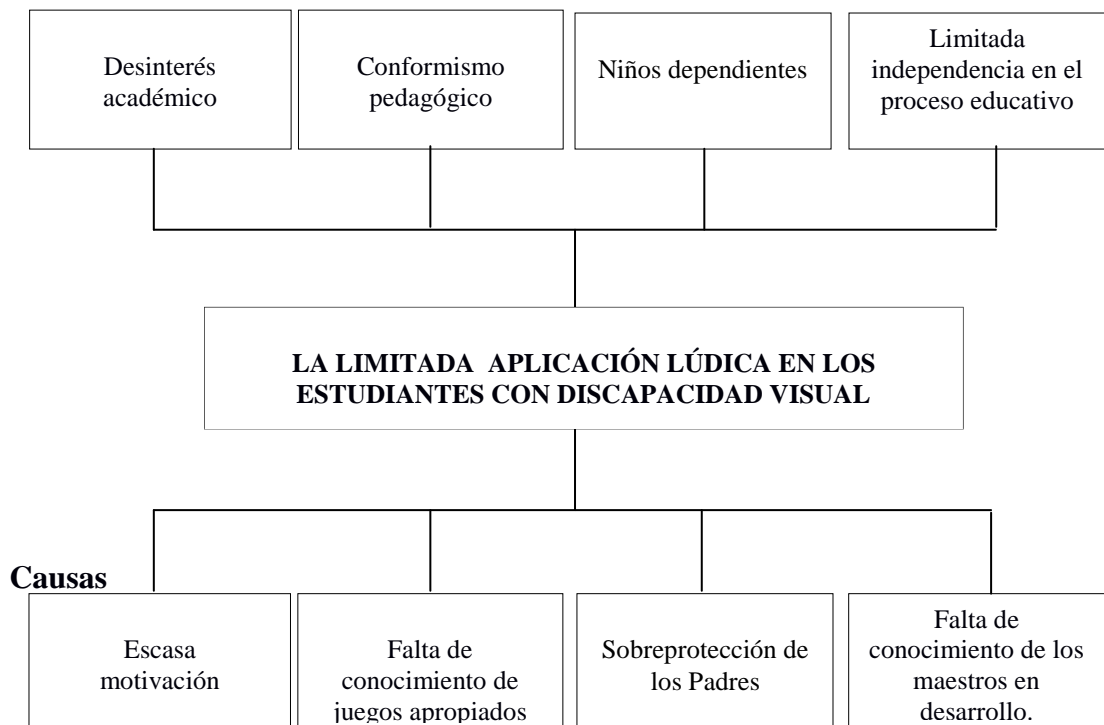 Desinterés
académico
Conformismo
pedagógico
Niños dependientes
Limitada
independencia en el
proceso educativo
LA LIMITADA APLICACIÓN LÚDICA EN LOS
ESTUDIANTES CON DISCAPACIDAD VISUAL
Causas
Escasa
motivación
Falta de
conocimiento de
juegos apropiados
Sobreprotección de
los Padres
Falta de
conocimiento de los
maestros en
desarrollo.